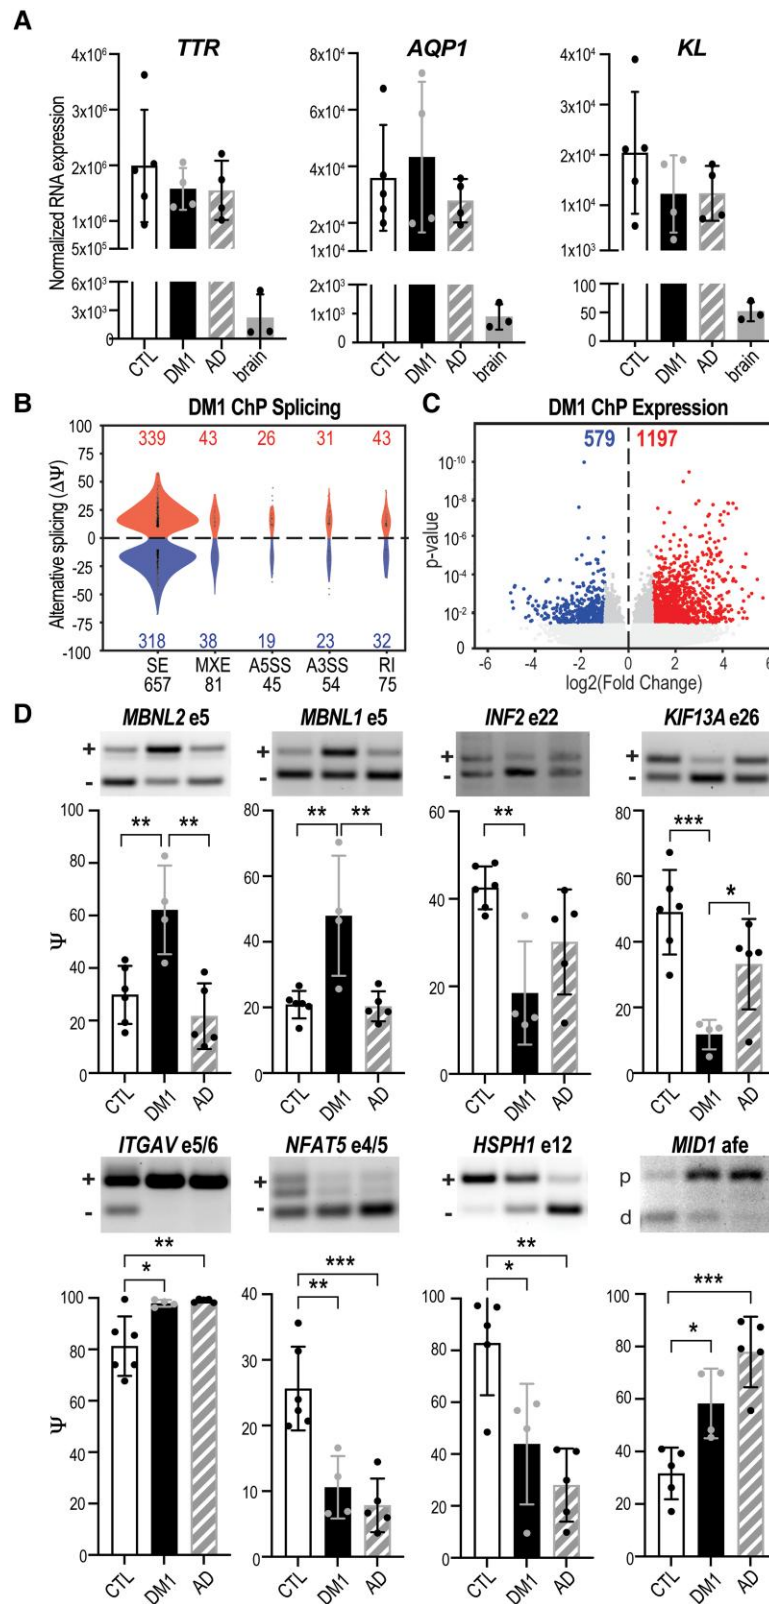 A
TTR
AQP1
KL
Normalized RNA expression
4x10⁶
3x10⁶
2x10⁶
1x10⁶
5x10⁵
6x10³
3x10³
0
CTL
DM1
AD
brain
8x10⁴
6x10⁴
4x10⁴
2x10⁴
1x10⁴
2x10³
1x10³
0
CTL
DM1
AD
brain
4x10⁴
3x10⁴
2x10⁴
1x10⁴
1x10³
100
50
0
CTL
DM1
AD
brain
B
DM1 ChP Splicing
Alternative splicing (ΔΨ)
100
75
50
25
0
-25
-50
-75
-100
339 43 26 31 43
318 38 19 23 32
SE MXE A5SS A3SS RI
657 81 45 54 75
C
DM1 ChP Expression
579 1197
p-value
10⁻¹⁰
10⁻⁸
10⁻⁶
10⁻⁴
10⁻²
0
-6 -4 -2 0 2 4 6
log2(Fold Change)
D
MBNL2 e5
+
-
** **
Ψ
100
80
60
40
20
0
CTL
DM1
AD
MBNL1 e5
+
-
** **
80
60
40
20
0
CTL
DM1
AD
INF2 e22
+
-
**
60
40
20
0
CTL
DM1
AD
KIF13A e26
+
-
***
*
80
60
40
20
0
CTL
DM1
AD
ITGAV e5/6
+
-
**
*
Ψ
100
80
60
40
20
0
CTL
DM1
AD
NFAT5 e4/5
+
-
***
**
40
30
20
10
0
CTL
DM1
AD
HSPH1 e12
+
-
**
*
100
80
60
40
20
0
CTL
DM1
AD
MID1 afe
p
d
***
*
100
80
60
40
20
0
CTL
DM1
AD